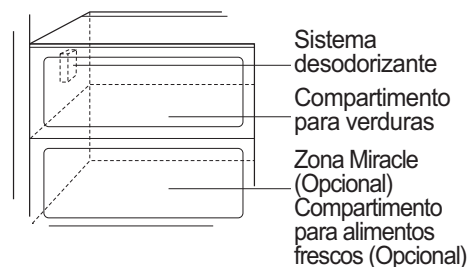 Sistema
desodorizante
Compartimento
para verduras
Zona Miracle
(Opcional)
Compartimento
para alimentos
frescos (Opcional)